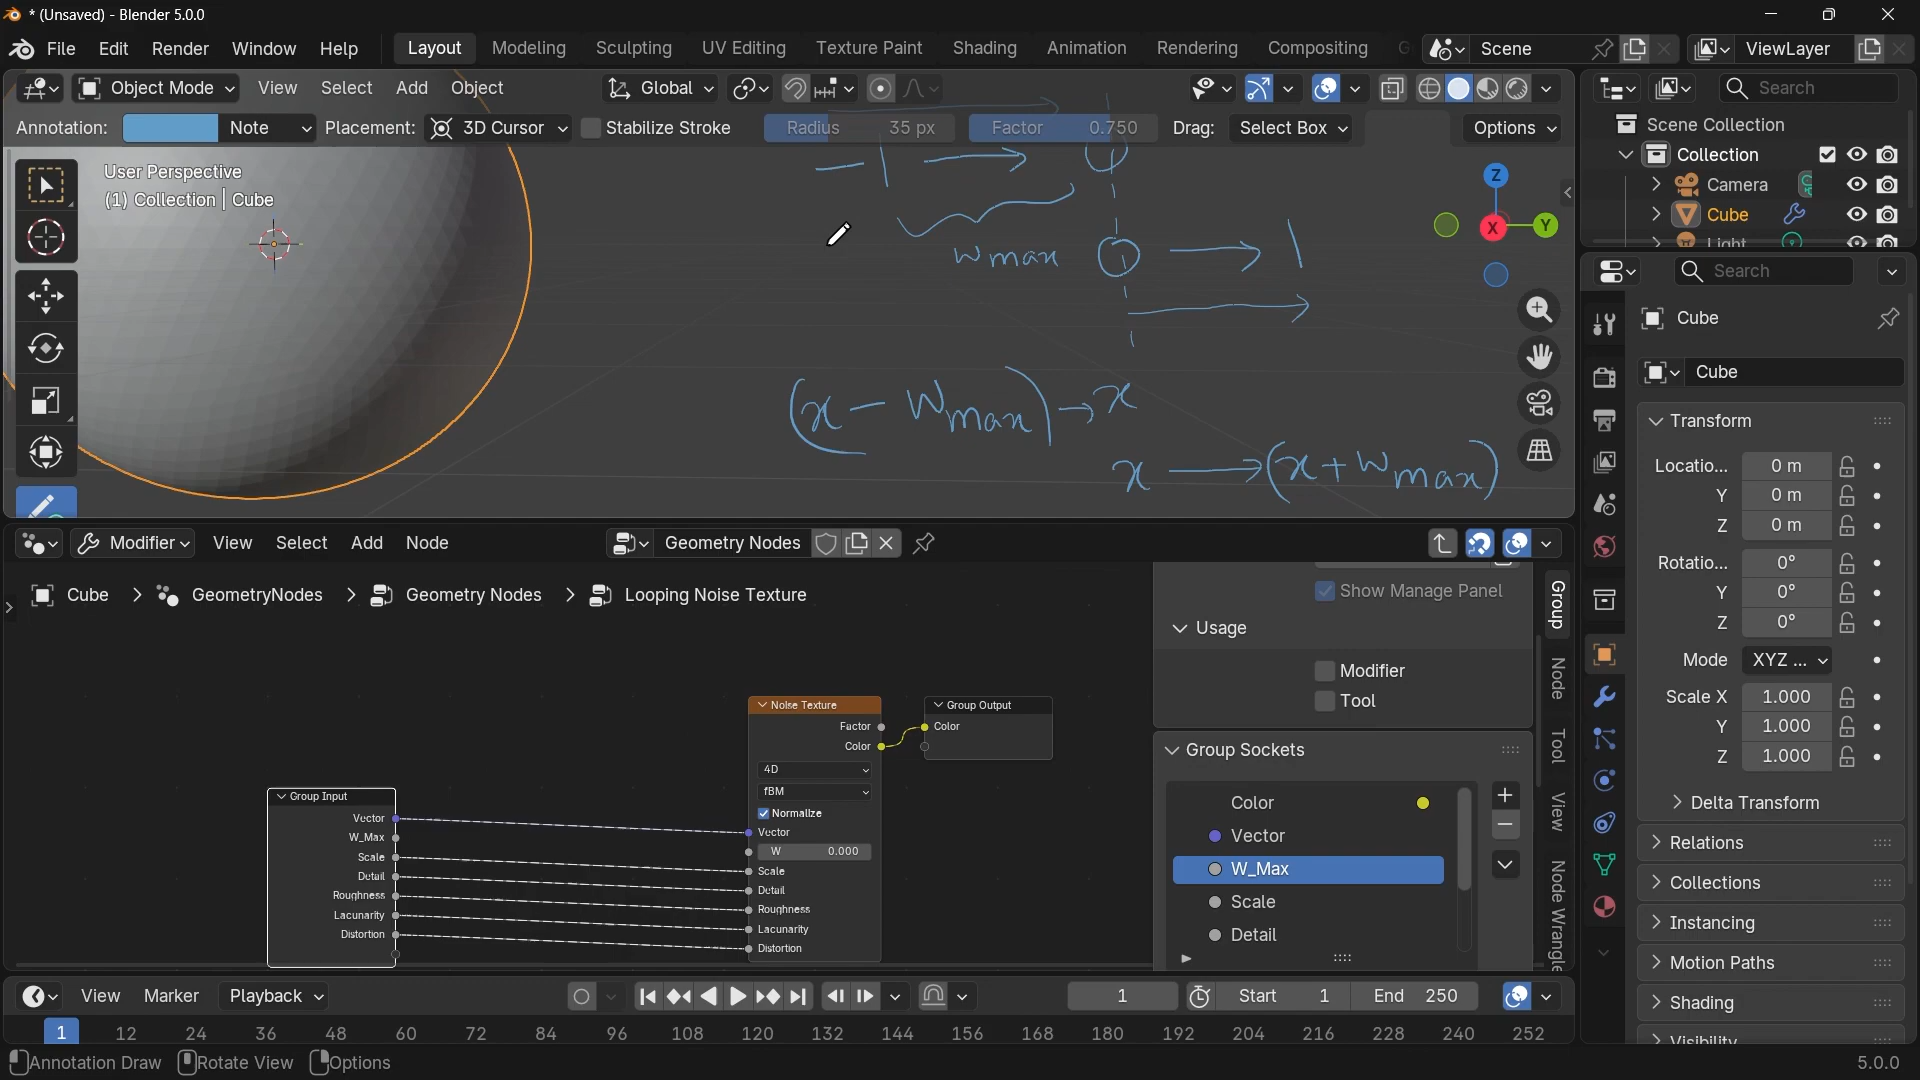 * (Unsaved) - Blender 5.0.0
File Edit Render Window Help
Layout Modeling Sculpting UV Editing Texture Paint Shading Animation Rendering Compositing
Scene
ViewLayer
Object Mode View Select Add Object
Global
Annotation: Note Placement: 3D Cursor Stabilize Stroke Radius 35 px Factor 0.750 Drag: Select Box
Options
User Perspective
(1) Collection | Cube
Z
X
Y
w max
1
(x - Wmax) → x
x → (x + Wmax)
Search
Scene Collection
Collection
Camera
Cube
Light
Search
Cube
Cube
Transform
Locatio... 0 m
Y 0 m
Z 0 m
Rotatio... 0°
Y 0°
Z 0°
Mode XYZ ...
Scale X 1.000
Y 1.000
Z 1.000
Delta Transform
Relations
Collections
Instancing
Motion Paths
Shading
Visibility
Modifier View Select Add Node
Geometry Nodes
Cube > GeometryNodes > Geometry Nodes > Looping Noise Texture
Group Input
Vector
W_Max
Scale
Detail
Roughness
Lacunarity
Distortion
Noise Texture
Factor
Color
4D
fBM
Normalize
Vector
W 0.000
Scale
Detail
Roughness
Lacunarity
Distortion
Group Output
Color
Show Manage Panel
Usage
Modifier
Tool
Group Sockets
Color
Vector
W_Max
Scale
Detail
Group
Node
Tool
View
Node Wrangle
View Marker Playback
1
Start 1
End 250
1 12 24 36 48 60 72 84 96 108 120 132 144 156 168 180 192 204 216 228 240 252
Annotation Draw Rotate View Options
5.0.0